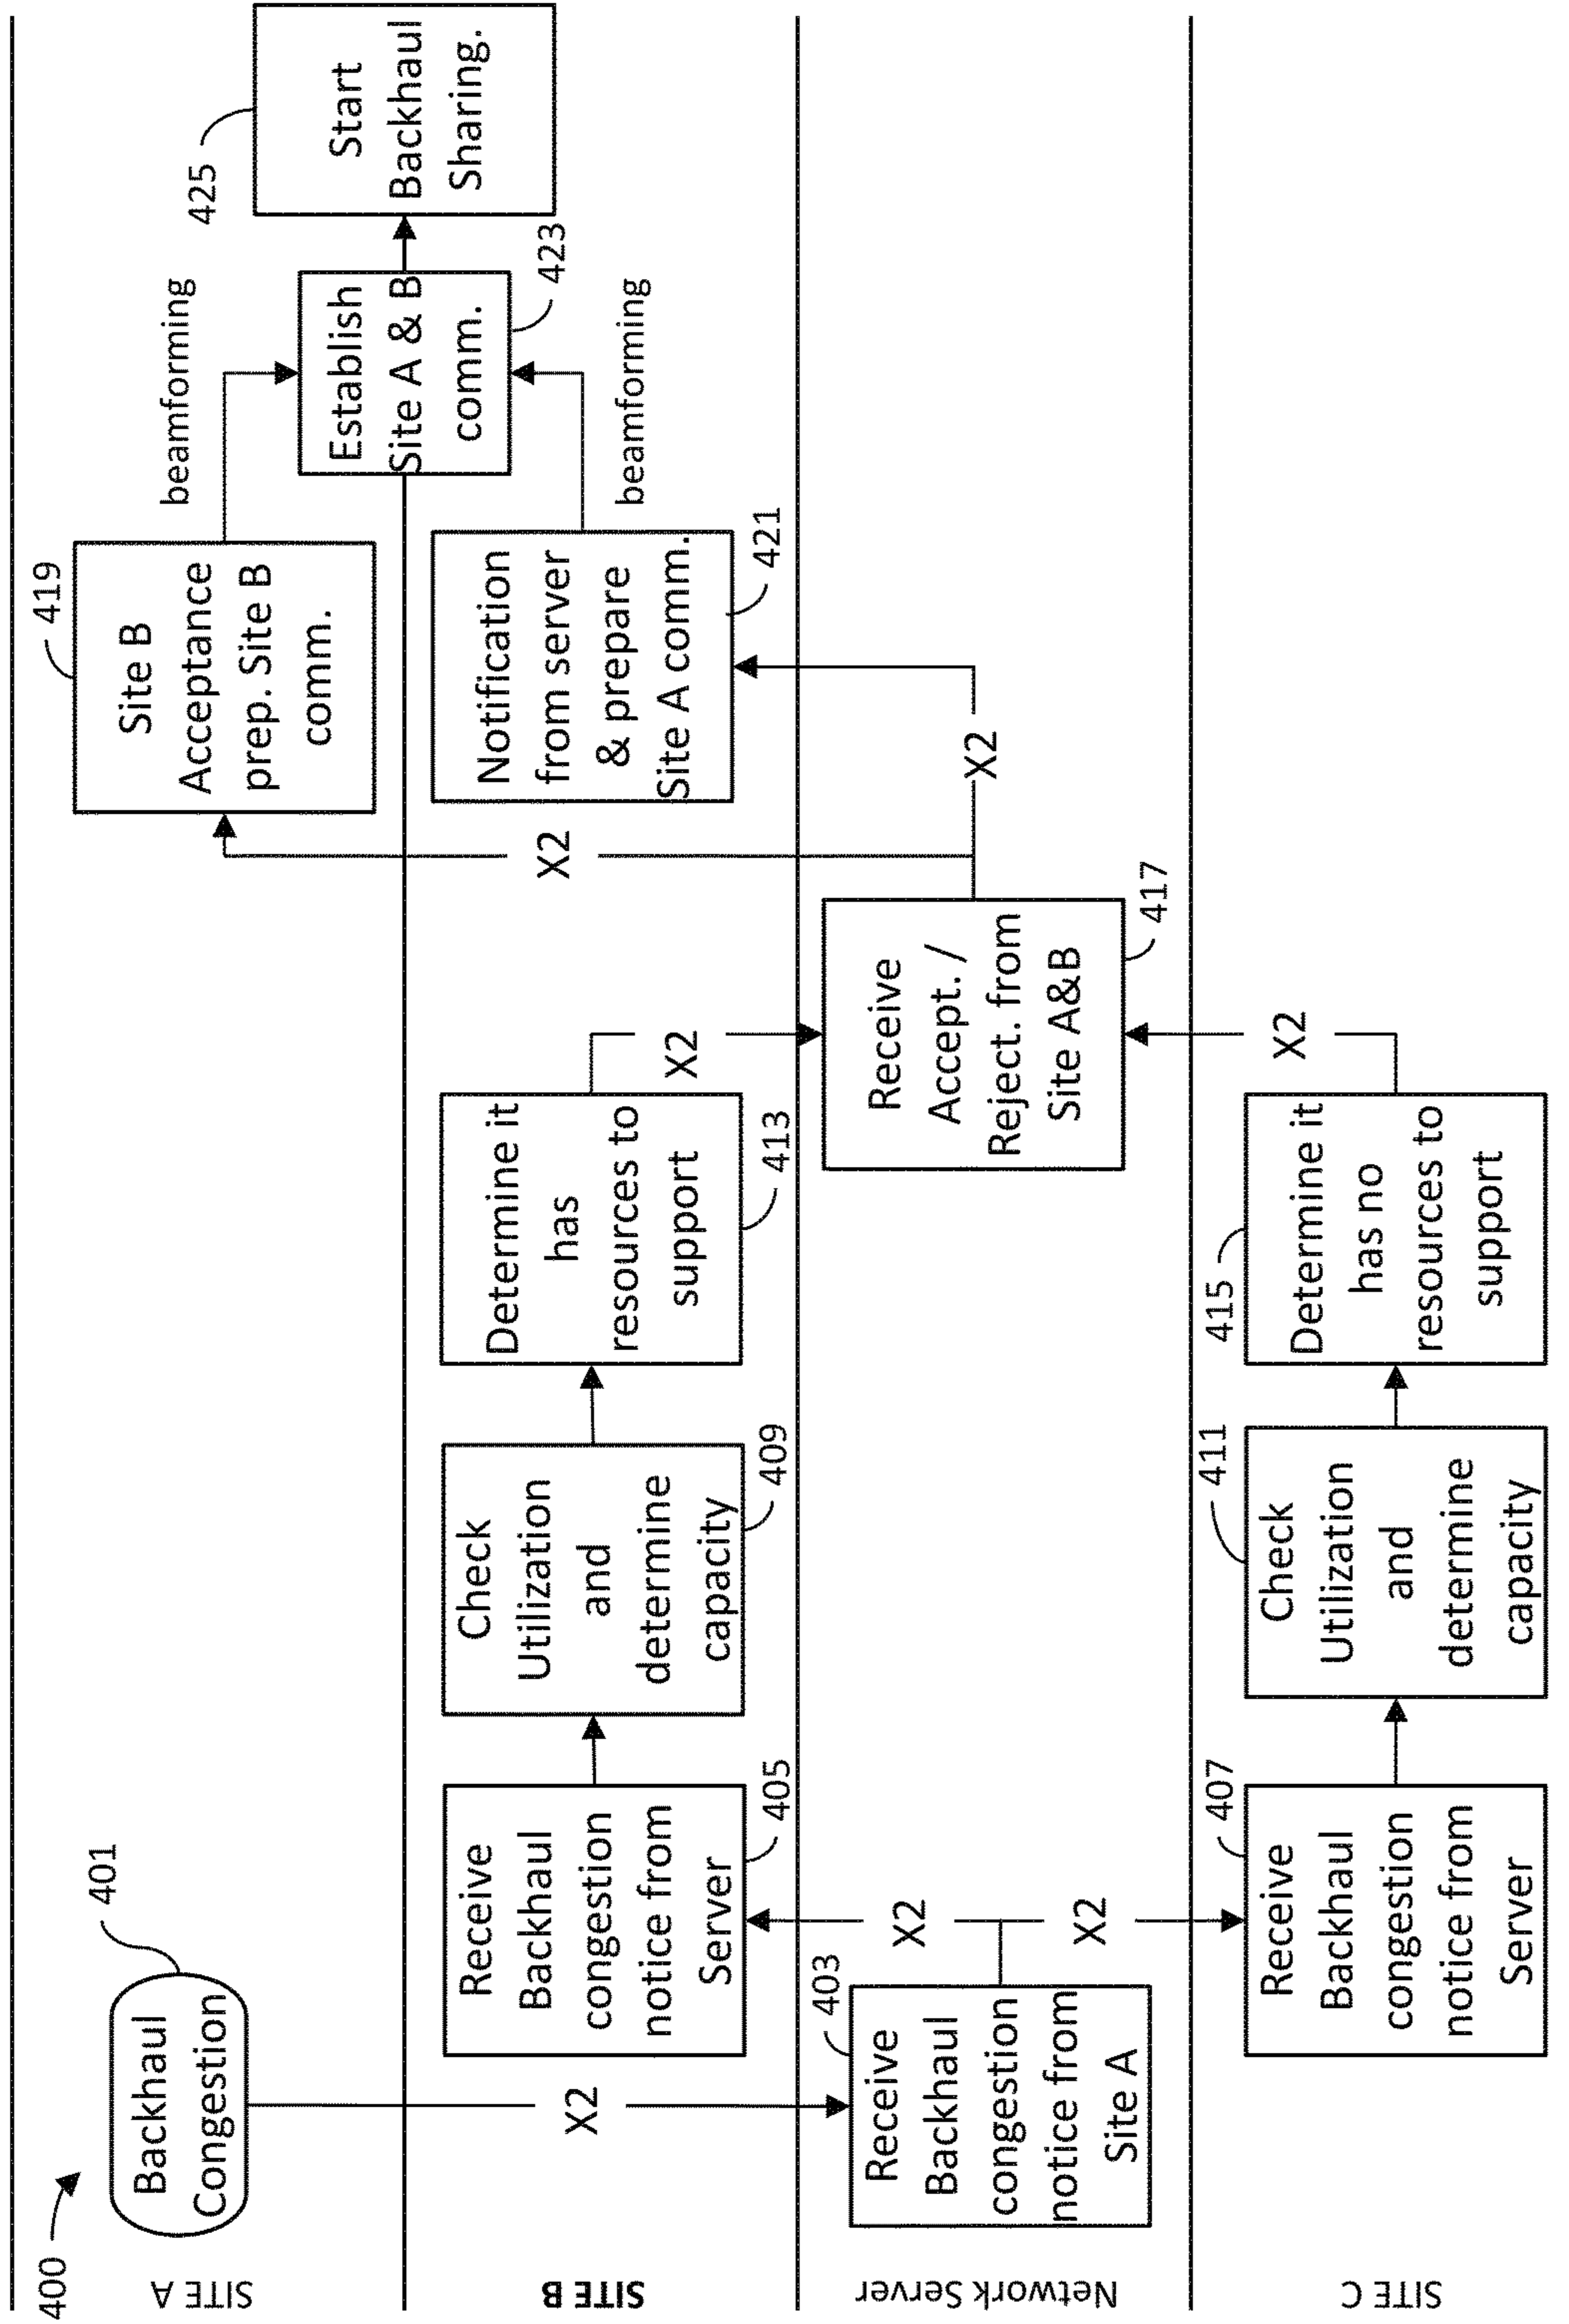 400
SITE A
401
Backhaul
Congestion
419
Site B
Acceptance
prep. Site B
comm.
beamforming
425
Start
Backhaul
Sharing.
Establish
Site A & B
comm.
423
SITE B
X2
Receive
Backhaul
congestion
notice from
Server
405
Check
Utilization
and
determine
capacity
409
Determine it
has
resources to
support
413
X2
X2
Notification
from server
& prepare
Site A comm.
421
beamforming
Network Server
403
Receive
Backhaul
congestion
notice from
Site A
X2
X2
Receive
Accept. /
Reject. from
Site A&B
417
X2
SITE C
407
Receive
Backhaul
congestion
notice from
Server
411
Check
Utilization
and
determine
capacity
415
Determine it
has no
resources to
support
X2